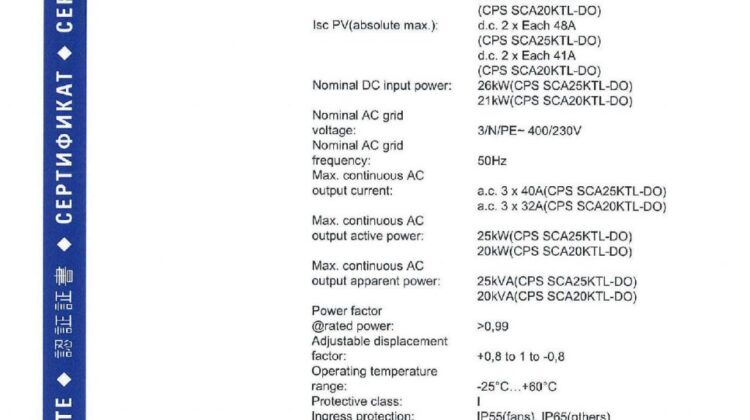 (CPS SCA20KTL-DO)
Isc PV(absolute max.): d.c. 2 x Each 48A
(CPS SCA25KTL-DO)
d.c. 2 x Each 41A
(CPS SCA20KTL-DO)
Nominal DC input power: 26kW(CPS SCA25KTL-DO)
21kW(CPS SCA20KTL-DO)
Nominal AC grid
voltage: 3/N/PE~ 400/230V
Nominal AC grid
frequency: 50Hz
Max. continuous AC
output current: a.c. 3 x 40A(CPS SCA25KTL-DO)
a.c. 3 x 32A(CPS SCA20KTL-DO)
Max. continuous AC
output active power: 25kW(CPS SCA25KTL-DO)
20kW(CPS SCA20KTL-DO)
Max. continuous AC
output apparent power: 25kVA(CPS SCA25KTL-DO)
20kVA(CPS SCA20KTL-DO)
Power factor
@rated power: >0,99
Adjustable displacement
factor: +0,8 to 1 to -0,8
Operating temperature
range: -25°C...+60°C
Protective class: I
Ingress protection: IP55(fans), IP65(others)
TE ◆ 認証証書 ◆ СЕРТИФИКАТ ◆ CER